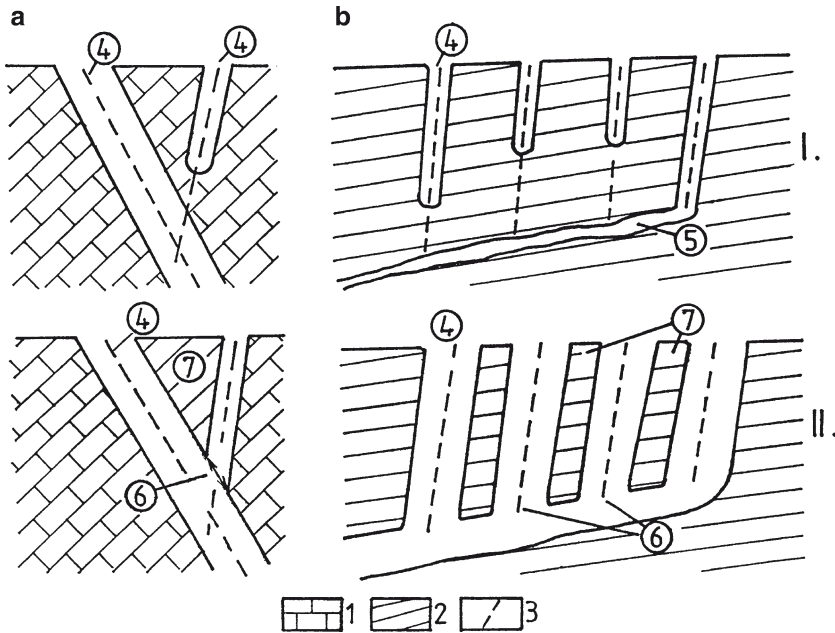 a b
④ ④ ④
I.
⑤
④ ④ ⑦
⑦
II.
⑥ ⑥
1 2 3